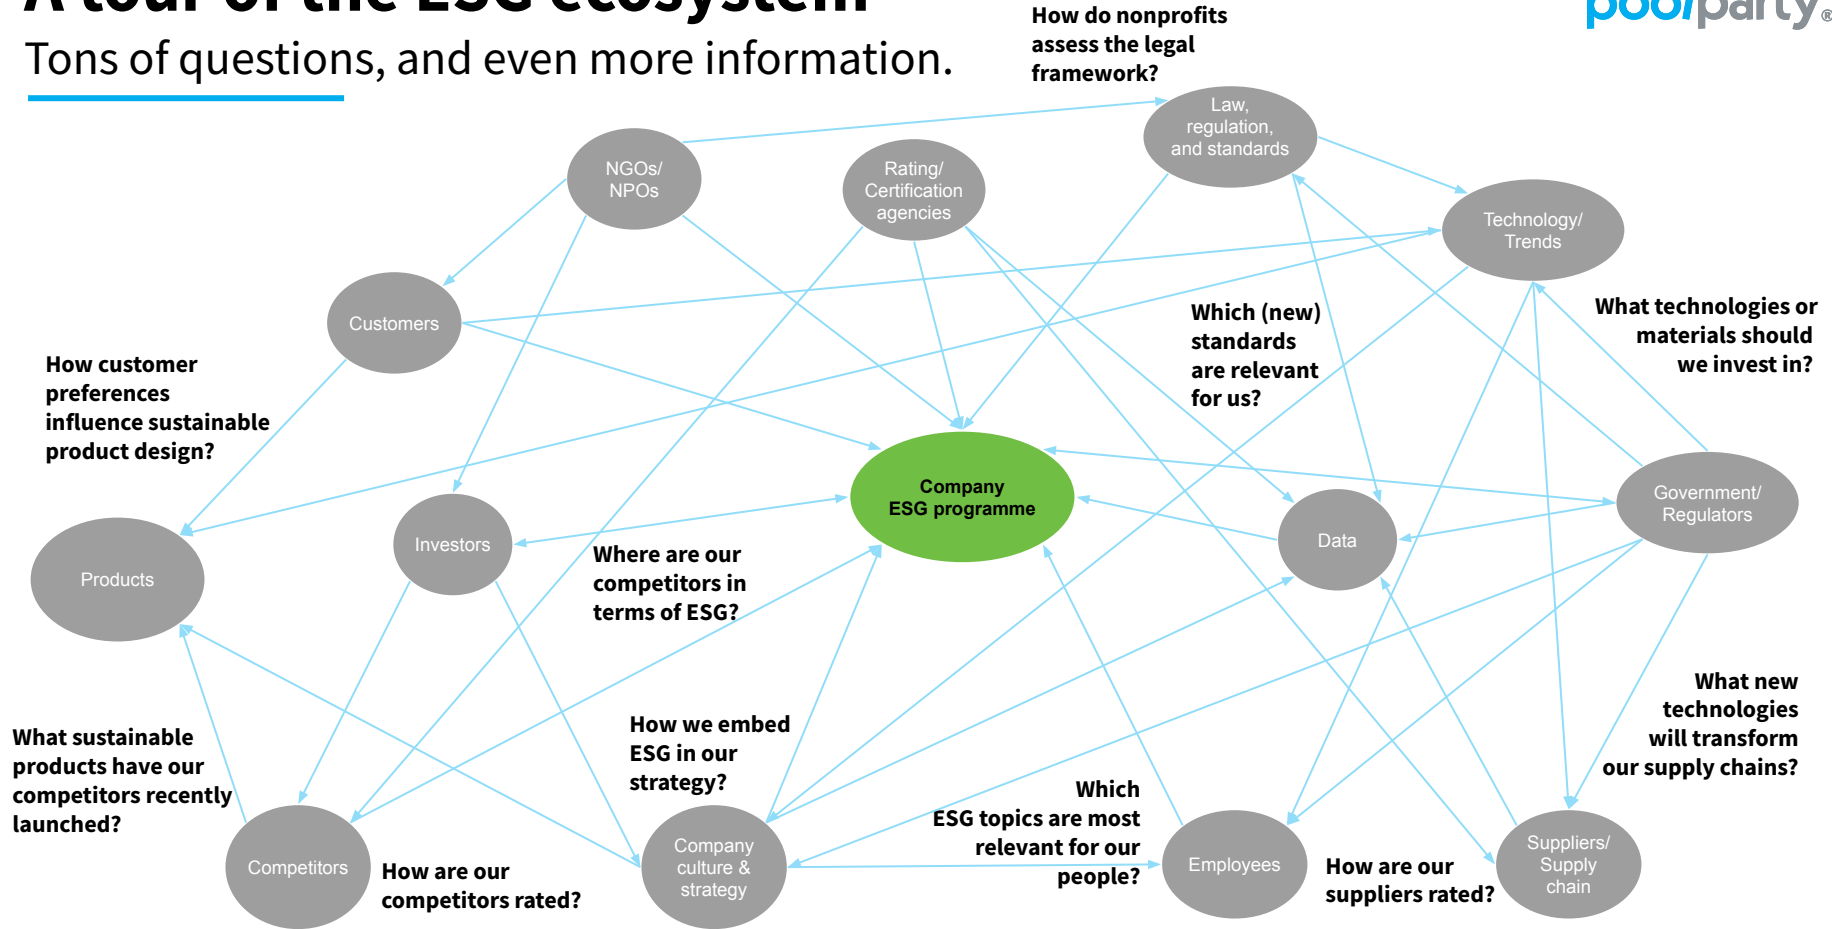 A tour of the ESG ecosystem
poolparty®
Tons of questions, and even more information.
How do nonprofits
assess the legal
framework?
Law,
regulation,
and standards
NGOs/
NPOs
Rating/
Certification
agencies
Technology/
Trends
Customers
Which (new)
standards
are relevant
for us?
What technologies or
materials should
we invest in?
How customer
preferences
influence sustainable
product design?
Company
ESG programme
Government/
Regulators
Investors
Data
Products
Where are our
competitors in
terms of ESG?
What new
technologies
will transform
our supply chains?
How we embed
ESG in our
strategy?
What sustainable
products have our
competitors recently
launched?
Which
ESG topics are most
relevant for our
people?
Competitors
How are our
competitors rated?
Company
culture &
strategy
Employees
How are our
suppliers rated?
Suppliers/
Supply
chain